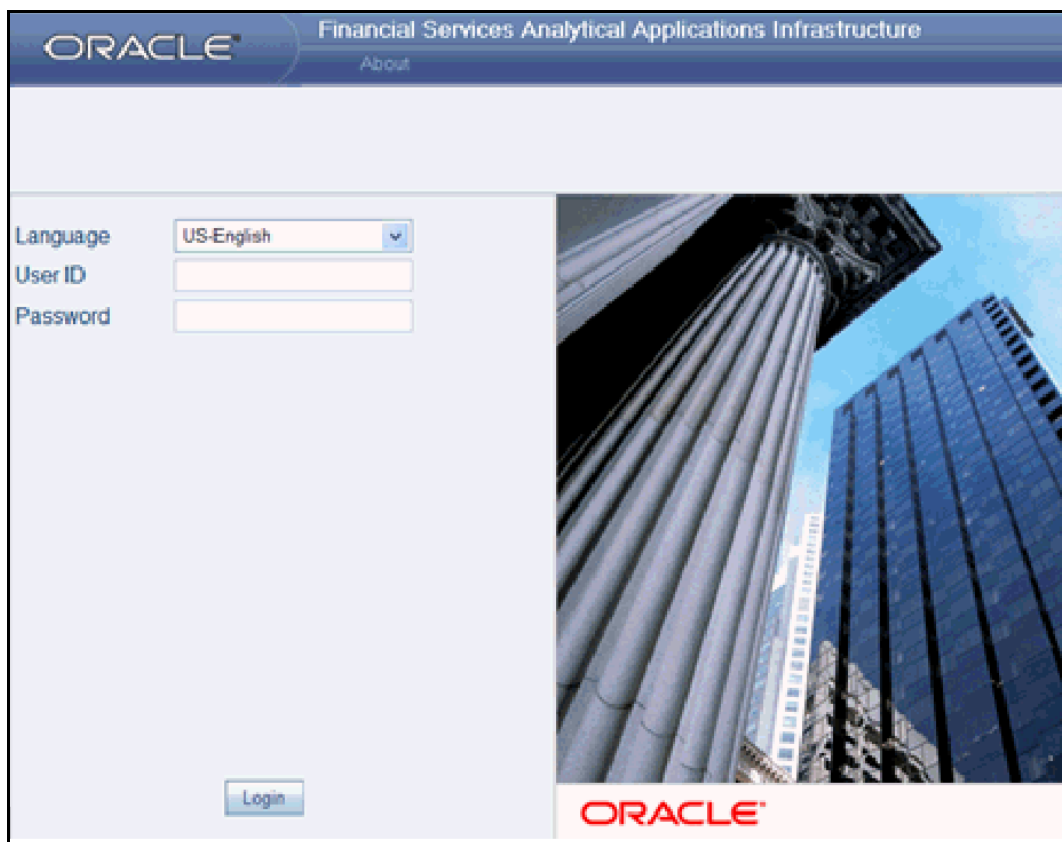 ORACLE
Financial Services Analytical Applications Infrastructure
About
Language
US-English
User ID
Password
Login
ORACLE